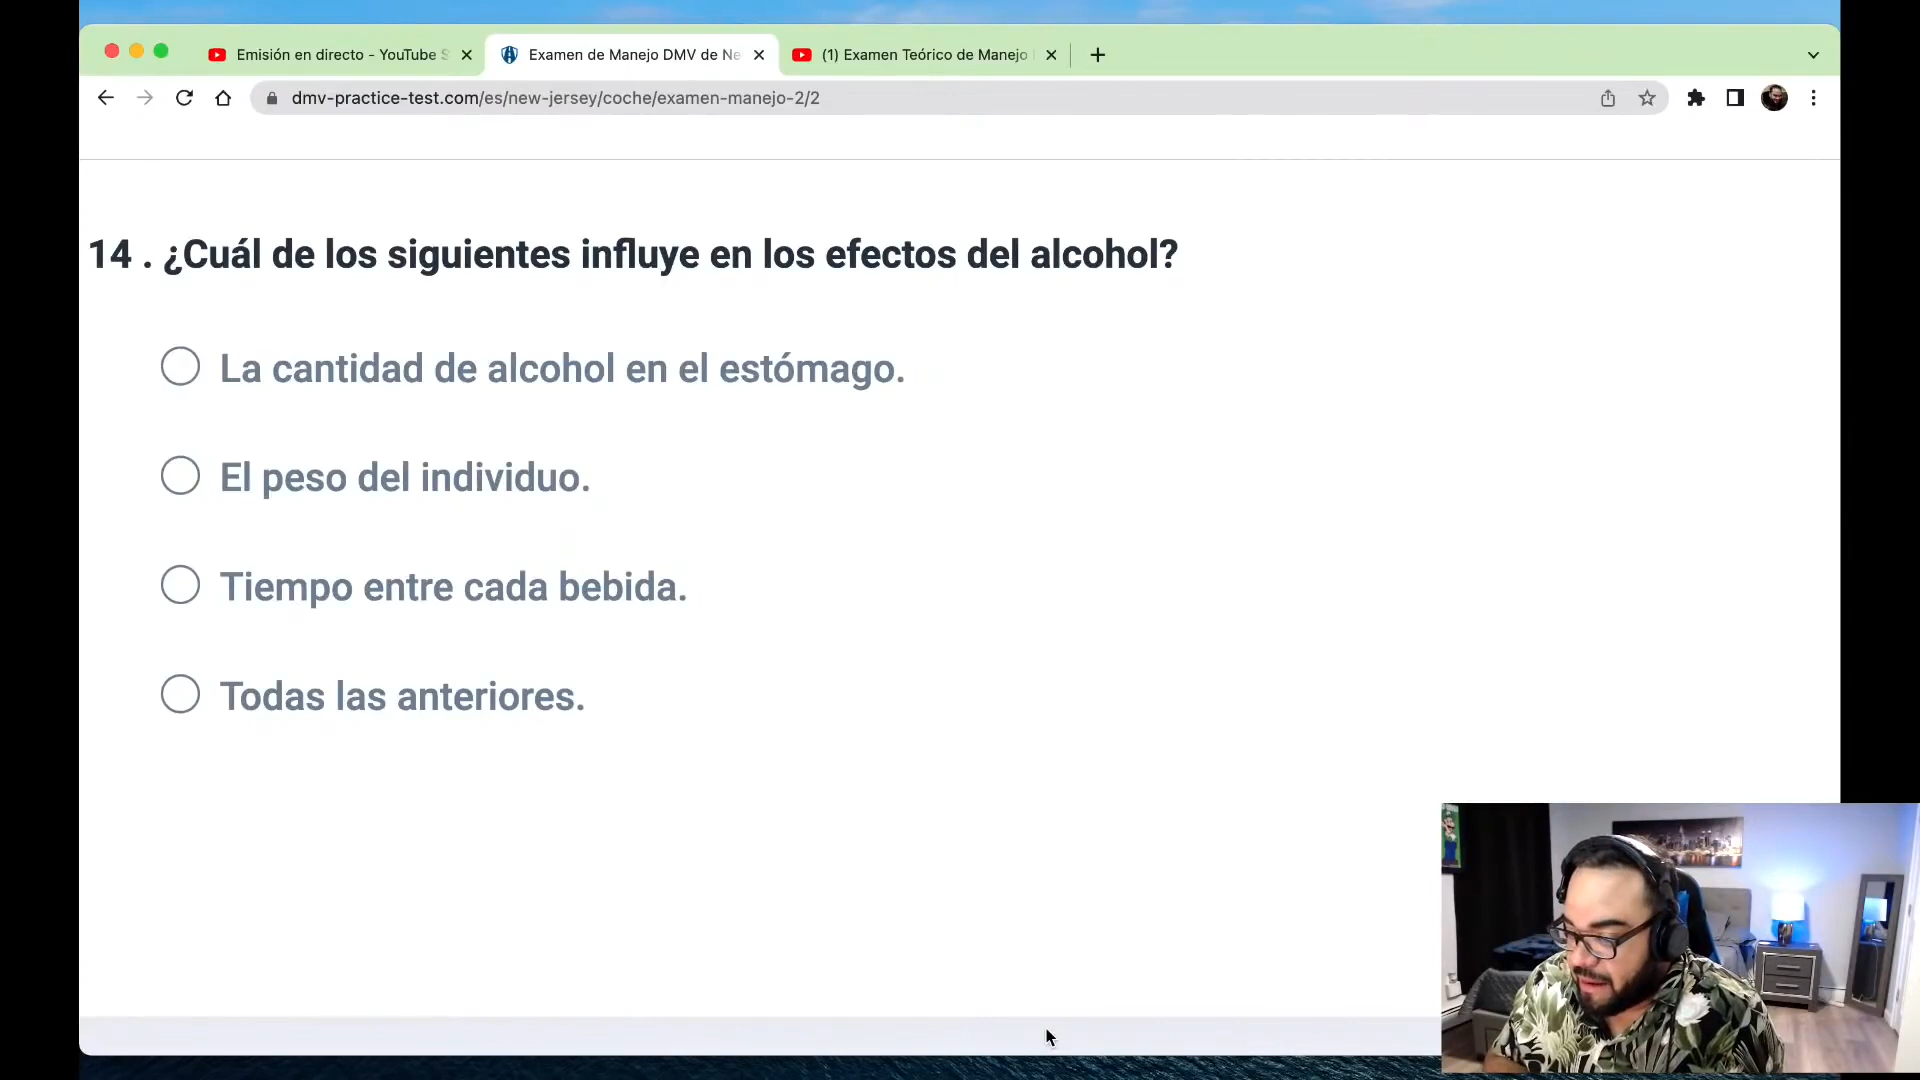 Emisión en directo - YouTube S
Examen de Manejo DMV de Ne
(1) Examen Teórico de Manejo
dmv-practice-test.com/es/new-jersey/coche/examen-manejo-2/2
14 . ¿Cuál de los siguientes influye en los efectos del alcohol?
La cantidad de alcohol en el estómago.
El peso del individuo.
Tiempo entre cada bebida.
Todas las anteriores.